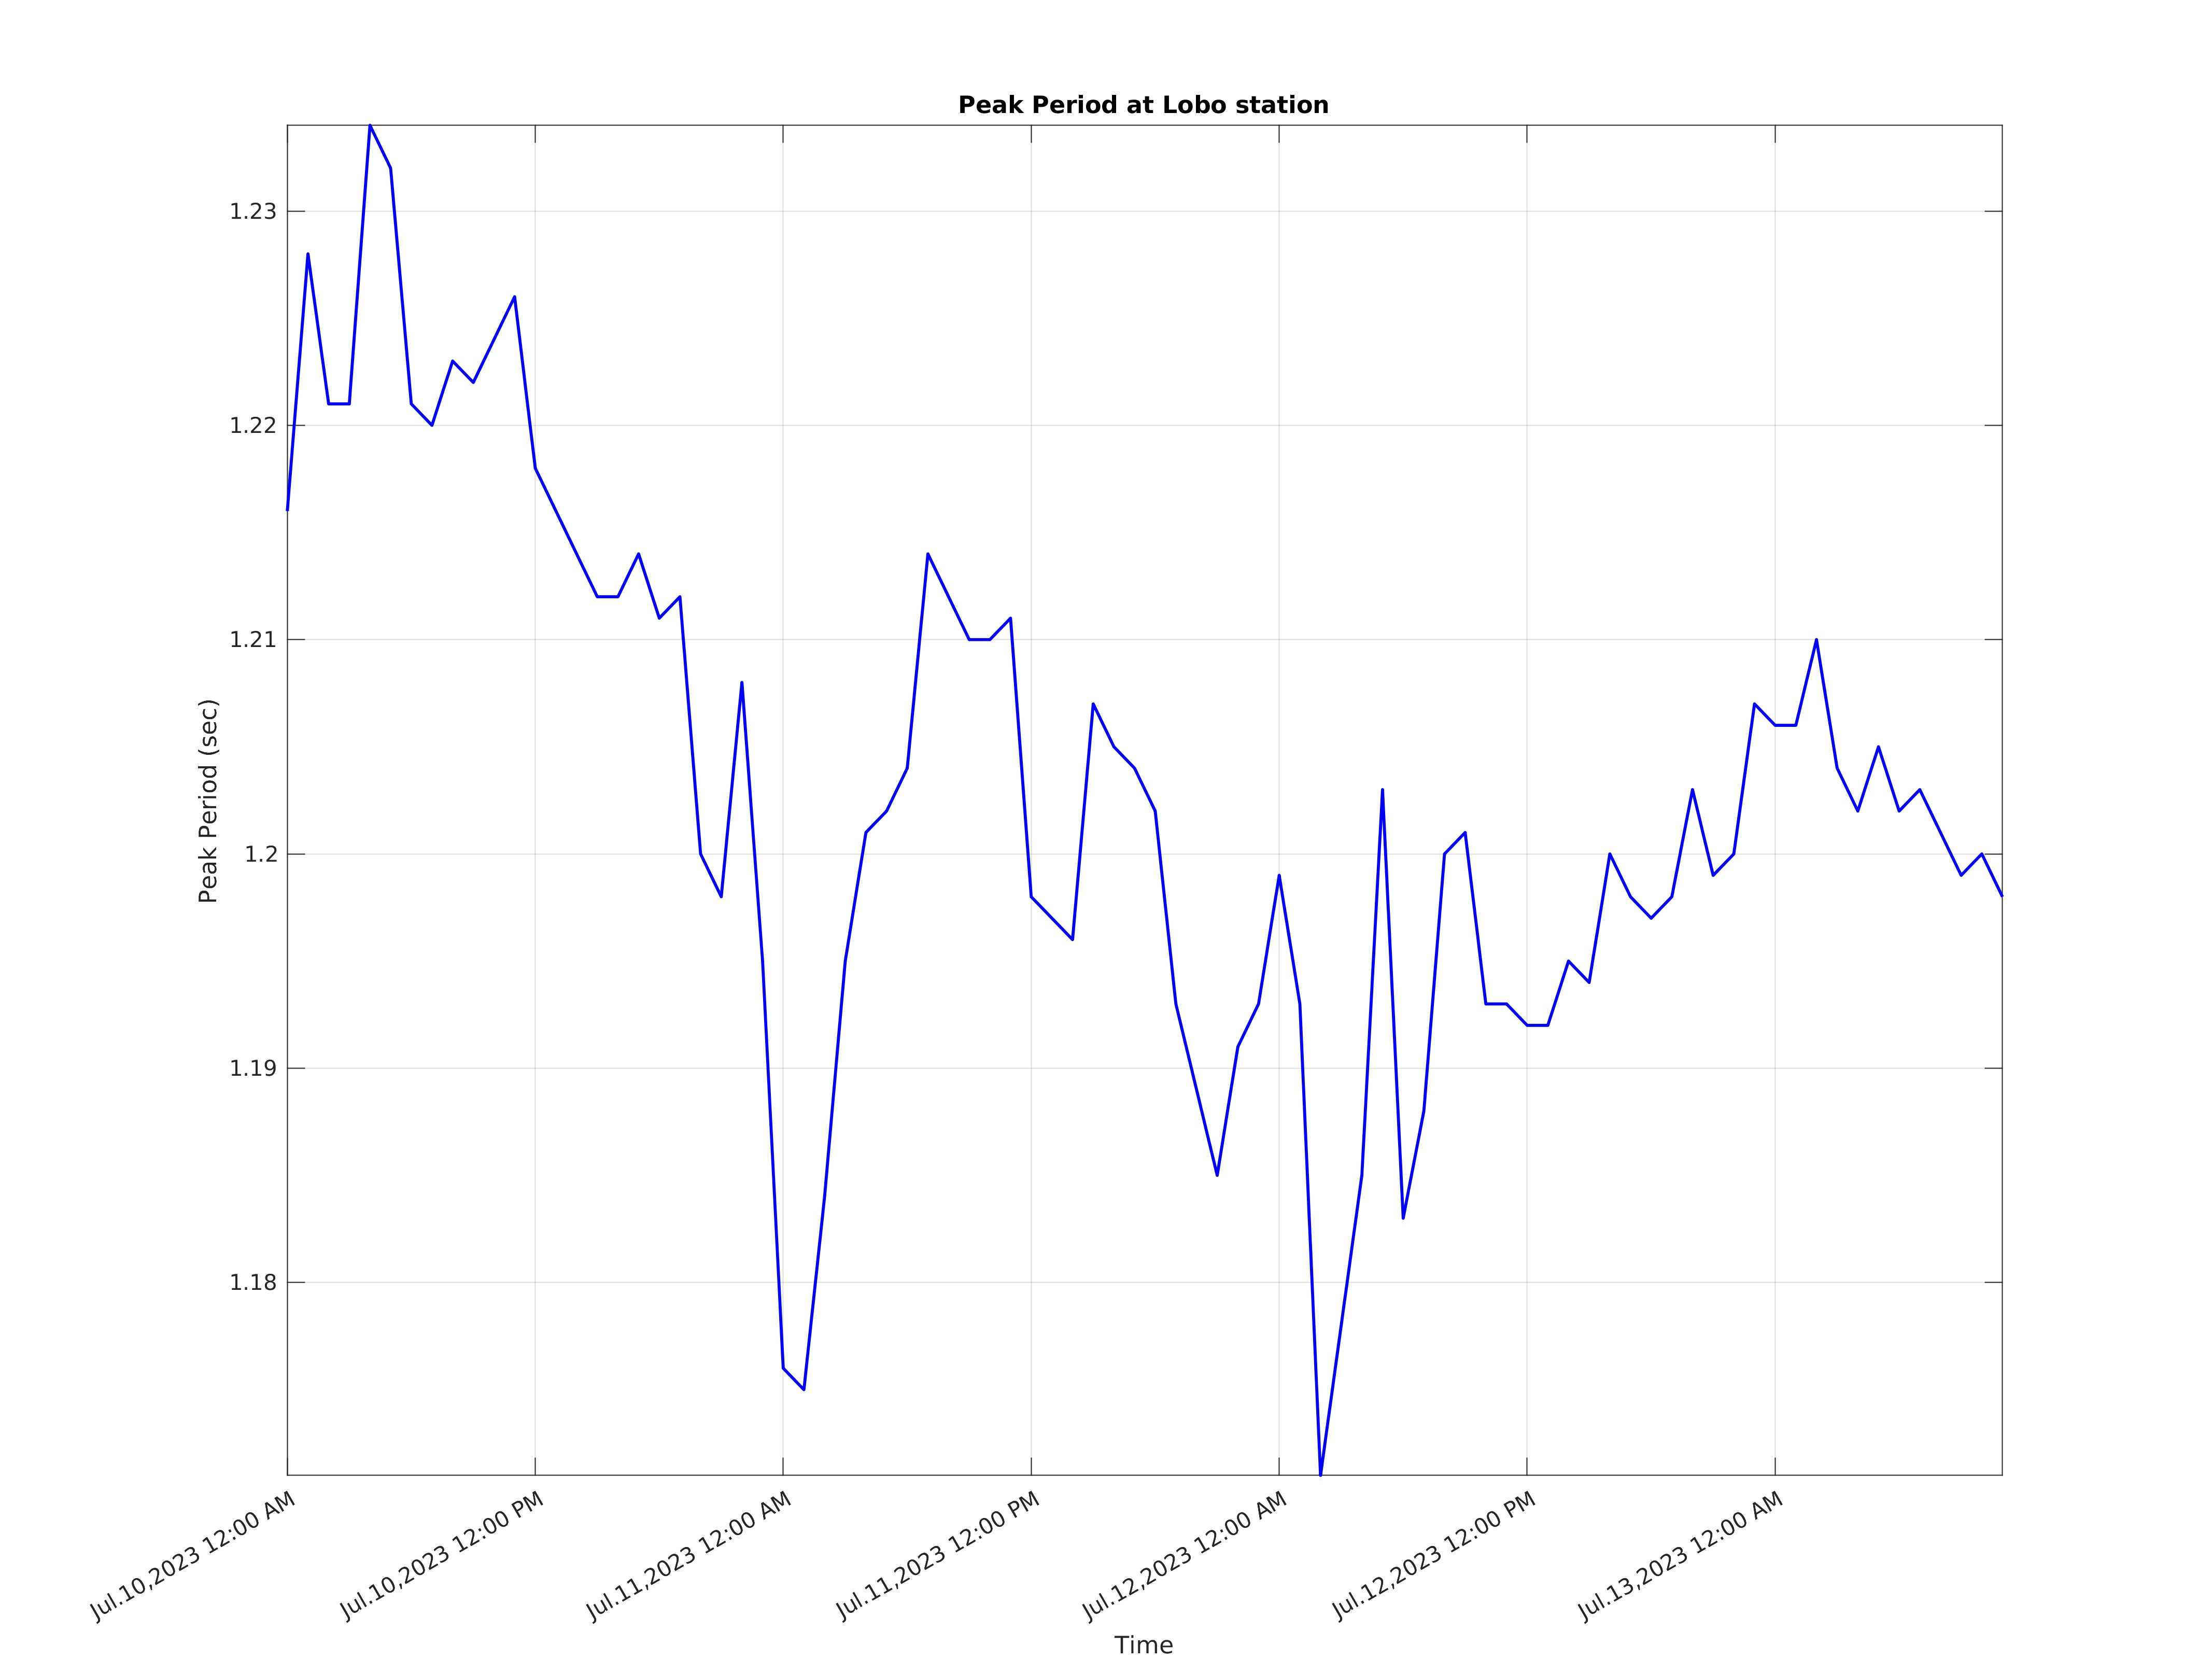 Peak Period at Lobo station
1.23
1.22
1.21
1.2
1.19
1.18
Peak Period (sec)
Jul.10,2023 12:00 AM
Jul.10,2023 12:00 PM
Jul.11,2023 12:00 AM
Jul.11,2023 12:00 PM
Jul.12,2023 12:00 AM
Jul.12,2023 12:00 PM
Jul.13,2023 12:00 AM
Time